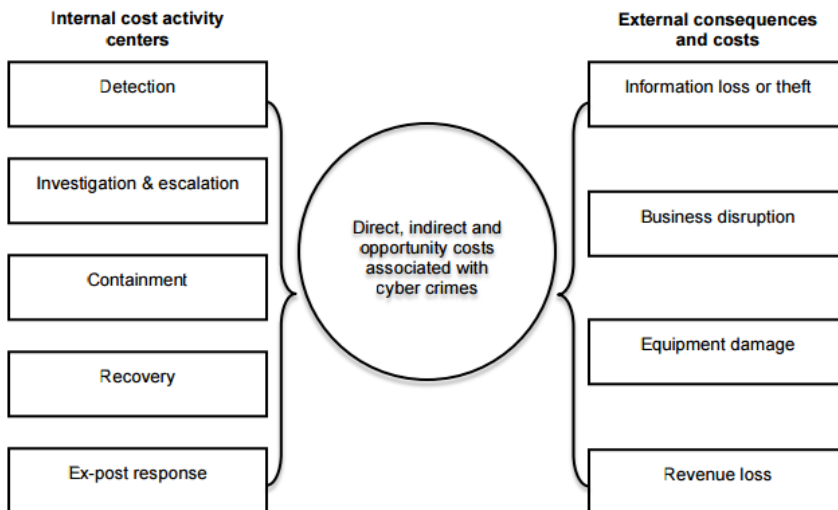 Internal cost activity
centers
Detection
Investigation & escalation
Containment
Recovery
Ex-post response
Direct, indirect and
opportunity costs
associated with
cyber crimes
External consequences
and costs
Information loss or theft
Business disruption
Equipment damage
Revenue loss